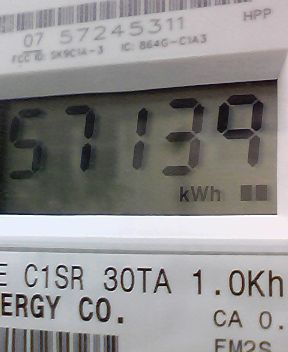 HPP
07 57245311
FCC ID: SK9C1A-3 IC: 864G-C1A3
57139
kWh
E C1SR 30TA 1.0Kh
NERGY CO.
CA 0.
FM2S